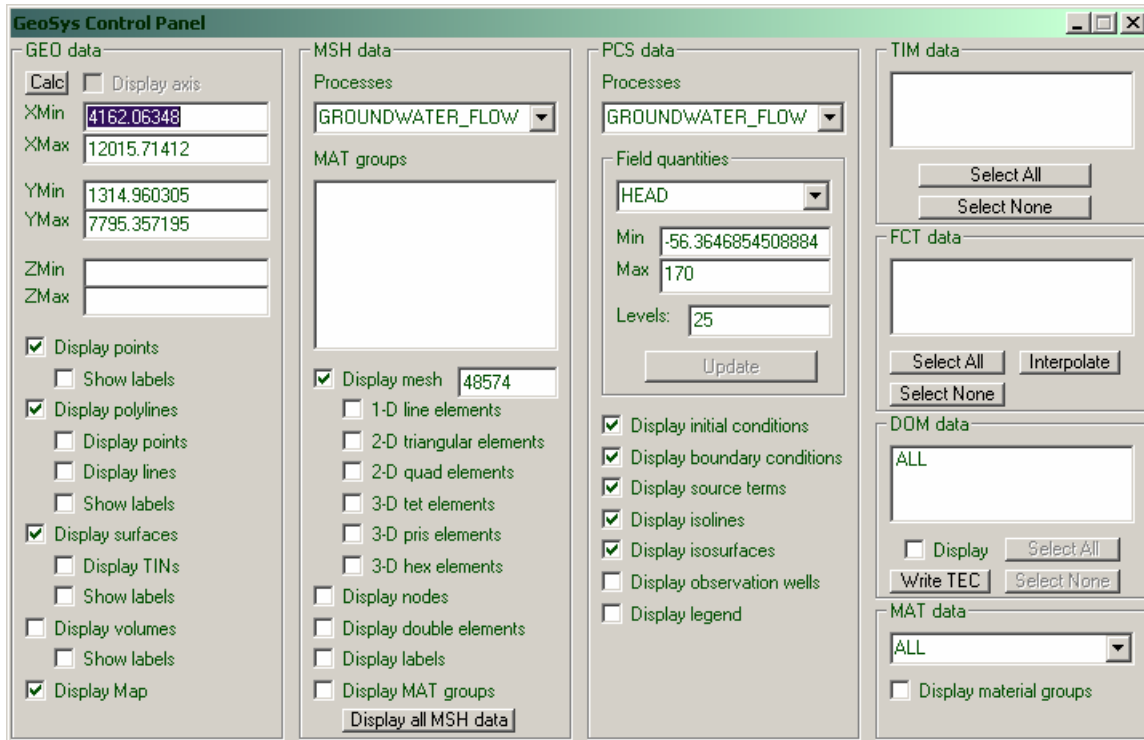 GeoSys Control Panel
GEO data
Calc
Display axis
XMin
4162.06348
XMax
12015.71412
YMin
1314.960305
YMax
7795.357195
ZMin
ZMax
Display points
Show labels
Display polylines
Display points
Display lines
Show labels
Display surfaces
Display TINs
Show labels
Display volumes
Show labels
Display Map
MSH data
Processes
GROUNDWATER_FLOW
MAT groups
Display mesh
48574
1-D line elements
2-D triangular elements
2-D quad elements
3-D tet elements
3-D pris elements
3-D hex elements
Display nodes
Display double elements
Display labels
Display MAT groups
Display all MSH data
PCS data
Processes
GROUNDWATER_FLOW
Field quantities
HEAD
Min
-56.3646854508884
Max
170
Levels:
25
Update
Display initial conditions
Display boundary conditions
Display source terms
Display isolines
Display isosurfaces
Display observation wells
Display legend
TIM data
Select All
Select None
FCT data
Select All
Interpolate
Select None
DOM data
ALL
Display
Select All
Write TEC
Select None
MAT data
ALL
Display material groups